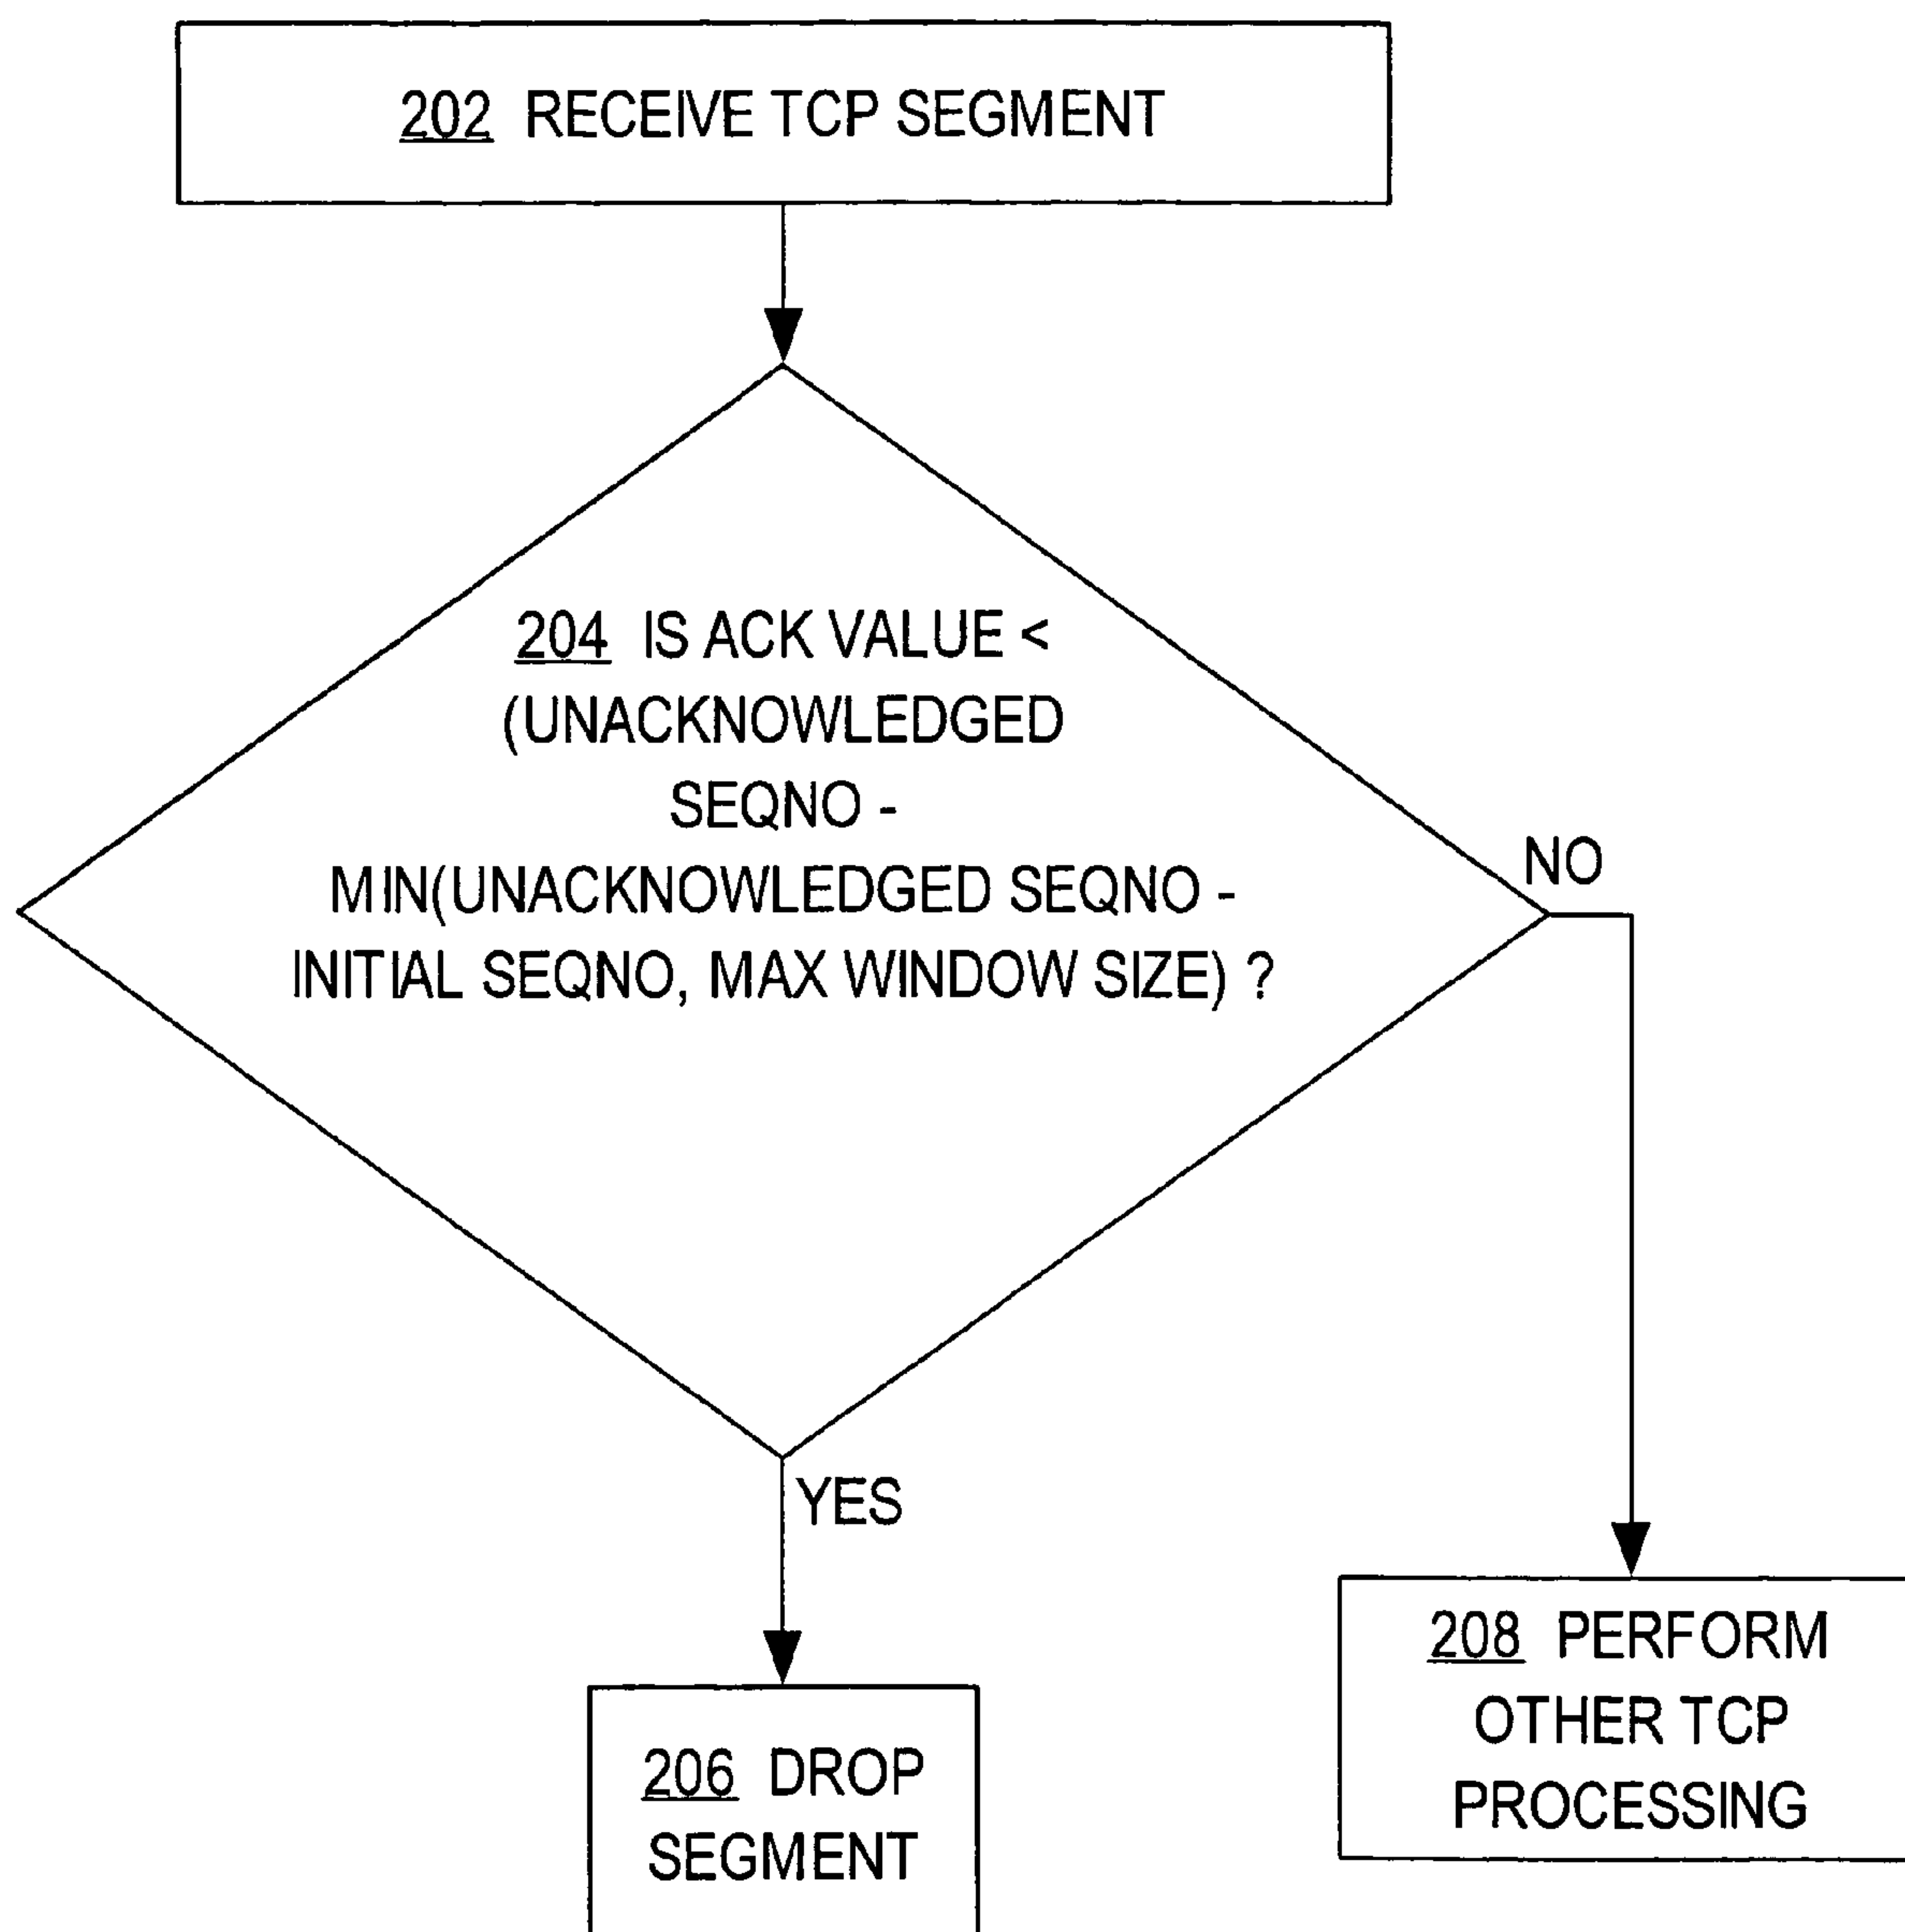 202 RECEIVE TCP SEGMENT
204 IS ACK VALUE <
(UNACKNOWLEDGED
SEQNO -
MIN(UNACKNOWLEDGED SEQNO -
INITIAL SEQNO, MAX WINDOW SIZE) ?
NO
YES
208 PERFORM
OTHER TCP
PROCESSING
206 DROP
SEGMENT